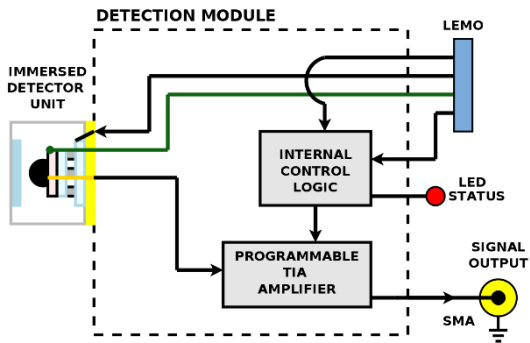 DETECTION MODULE
LEMO
IMMERSED
DETECTOR
UNIT
INTERNAL
CONTROL
LOGIC
LED
STATUS
PROGRAMMABLE
TIA
AMPLIFIER
SIGNAL
OUTPUT
SMA